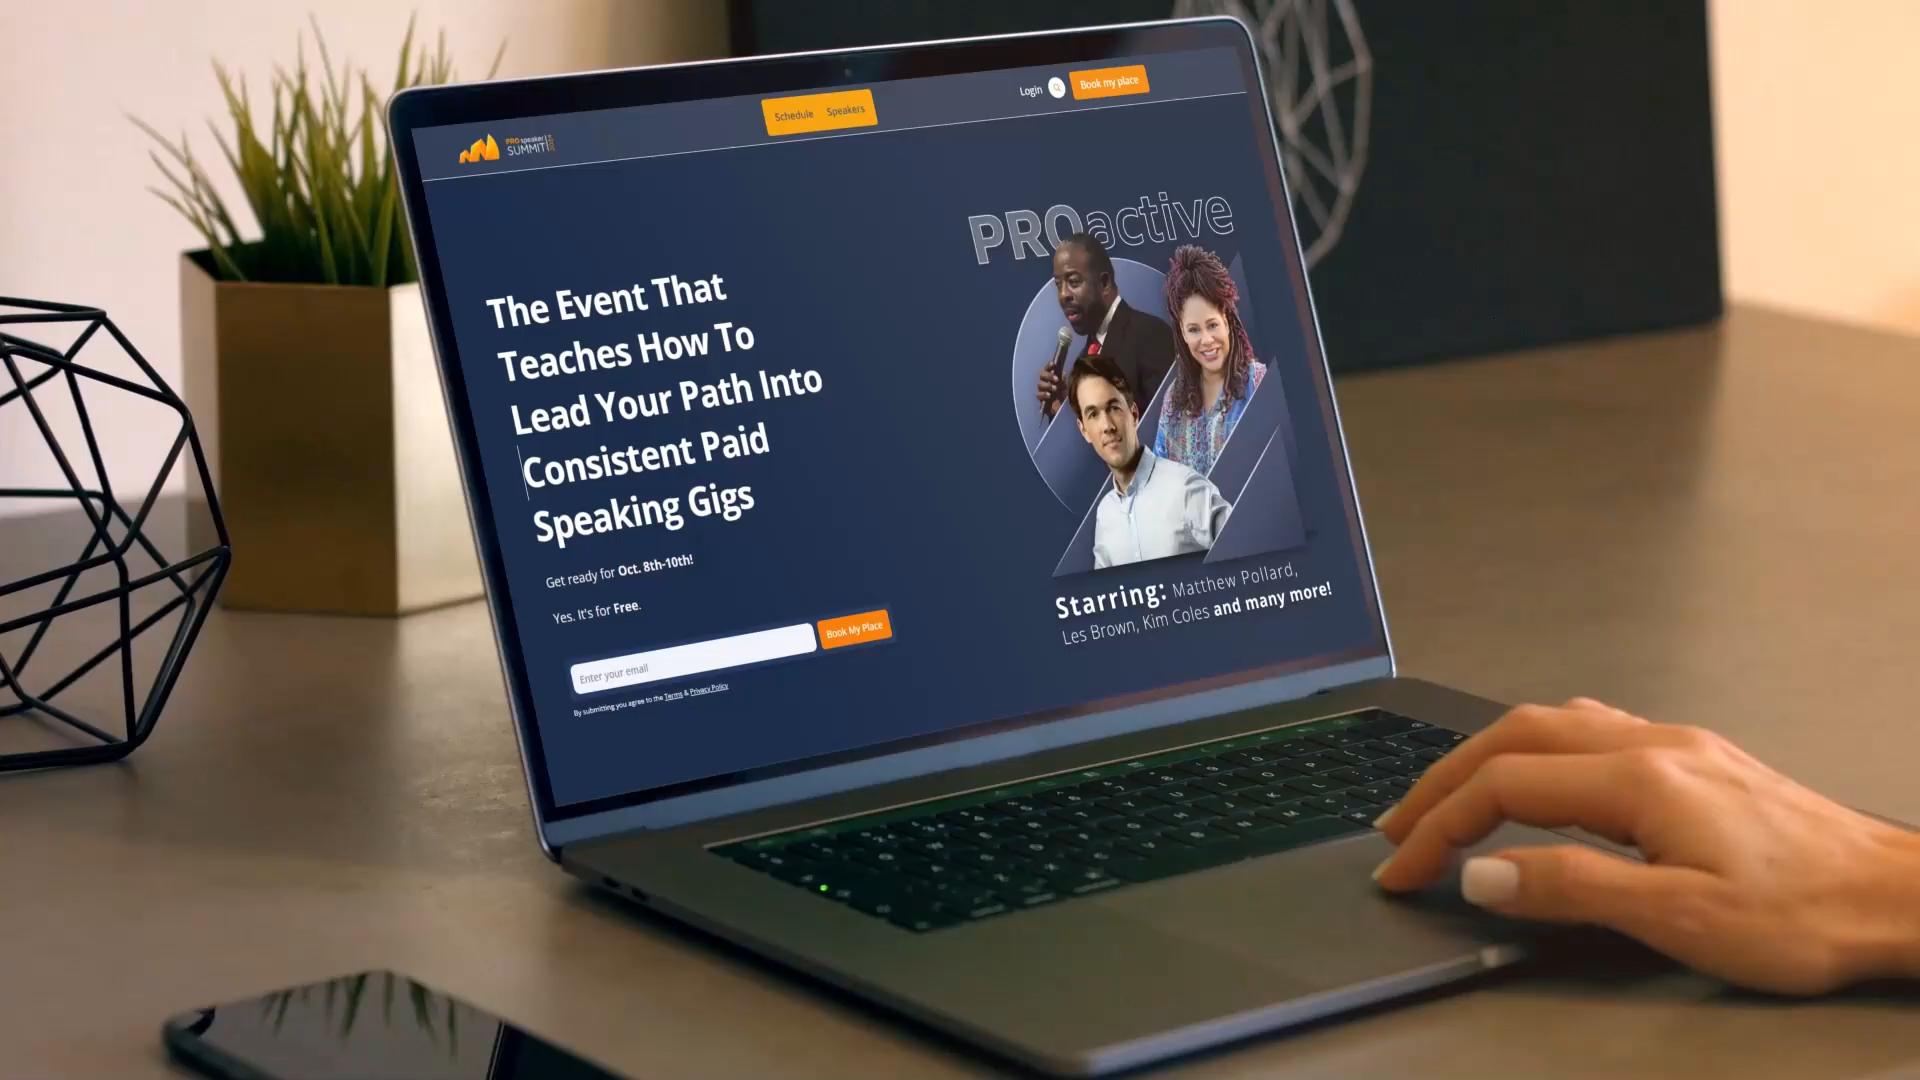 PRO speaker
SUMMIT
Schedule Speakers
Login
Book my place
The Event That
Teaches How To
Lead Your Path Into
Consistent Paid
Speaking Gigs
Get ready for Oct. 8th-10th!
Yes. It's for Free.
Enter your email
Book My Place
By submitting you agree to the Terms & Privacy Policy
PROactive
Starring: Matthew Pollard,
Les Brown, Kim Coles and many more!